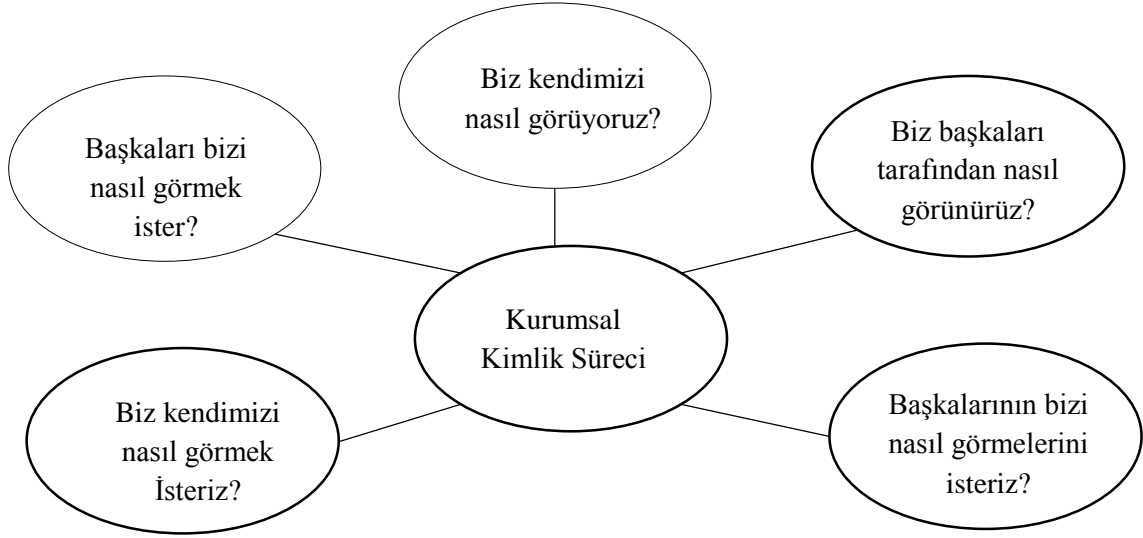 Biz kendimizi
nasıl görüyoruz?
Başkaları bizi
nasıl görmek
ister?
Biz başkaları
tarafından nasıl
görünürüz?
Kurumsal
Kimlik Süreci
Biz kendimizi
nasıl görmek
İsteriz?
Başkalarının bizi
nasıl görmelerini
isteriz?